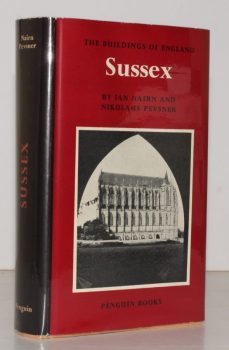 THE BUILDINGS OF ENGLAND
Sussex
BY IAN NAIRN AND
NIKOLAUS PEVSNER
PENGUIN BOOKS
Nairn
Pevsner
SUSSEX
Penguin